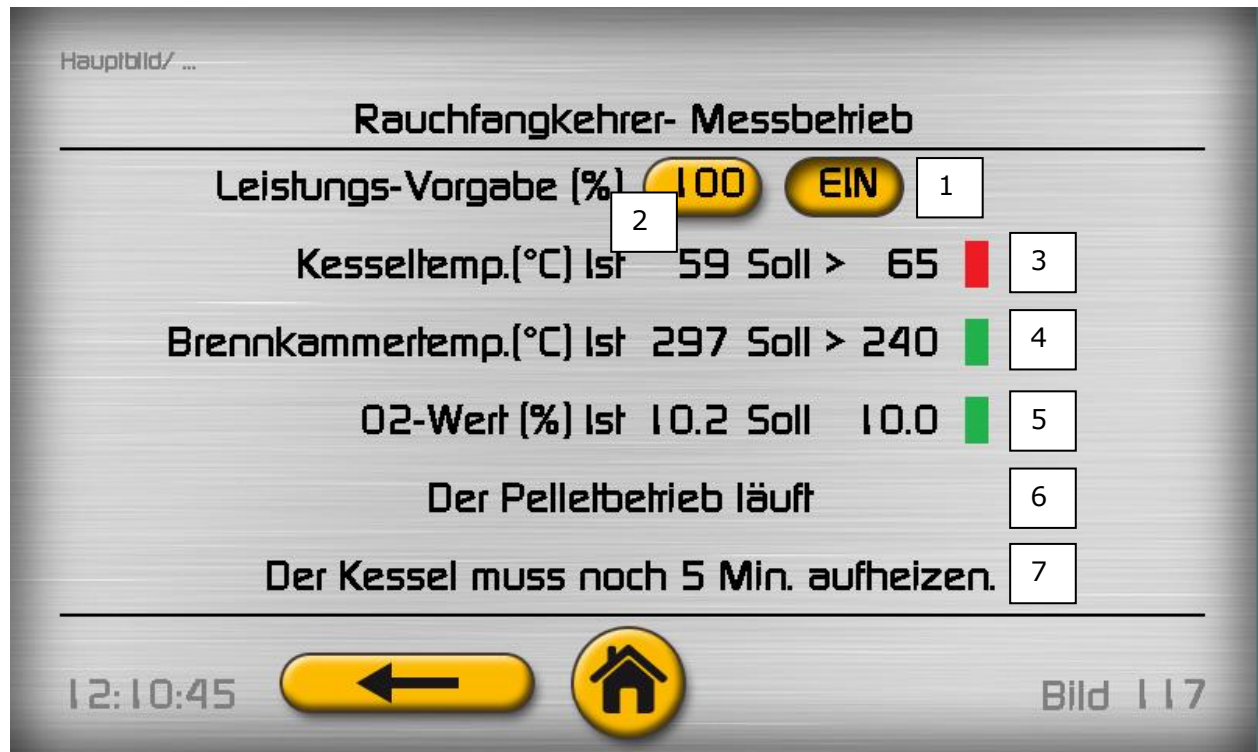 Hauptbild/ ...
Rauchfangkehrer- Messbetrieb
Leistungs-Vorgabe (%) 100 EIN 1
2
Kesseltemp.(°C) Ist 59 Soll > 65 3
Brennkammertemp.(°C) Ist 297 Soll > 240 4
O2-Wert (%) Ist 10.2 Soll 10.0 5
Der Pelletbetrieb läuft 6
Der Kessel muss noch 5 Min. aufheizen. 7
12:10:45 Bild 117